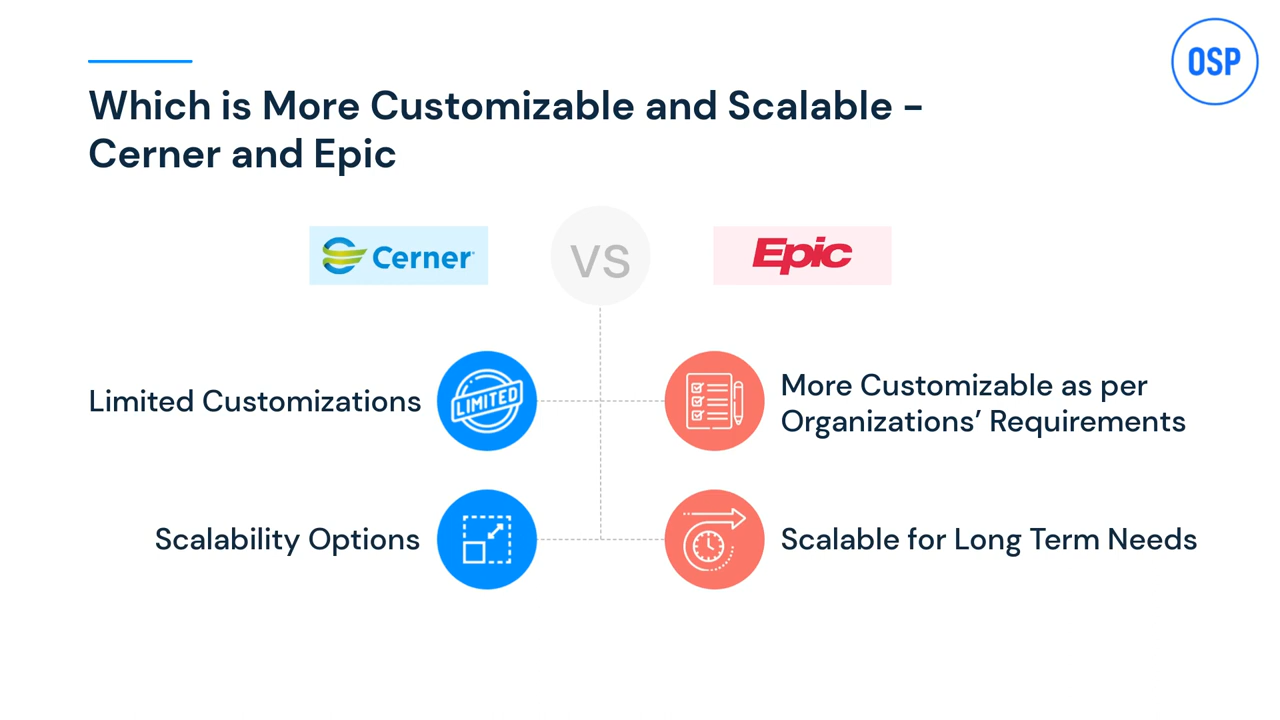 OSP
Which is More Customizable and Scalable –
Cerner and Epic
Cerner
VS
Epic
Limited Customizations
LIMITED
More Customizable as per
Organizations’ Requirements
Scalability Options
Scalable for Long Term Needs